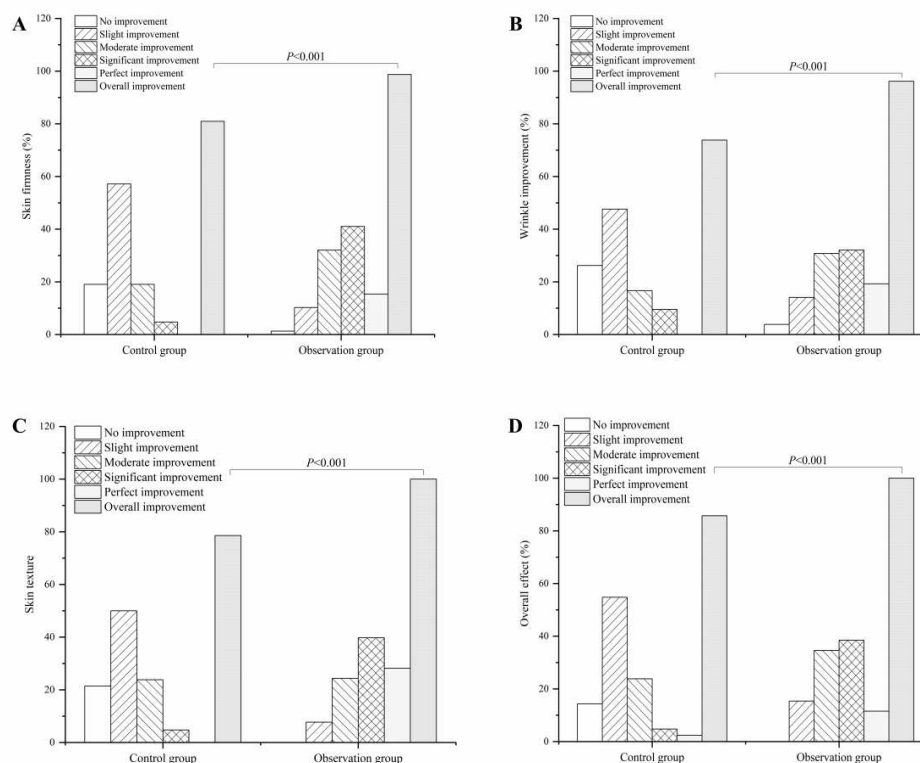 A
No improvement
Slight improvement
Moderate improvement
Significant improvement
Perfect improvement
Overall improvement
P<0.001
Skin firmness (%)
120
100
80
60
40
20
0
Control group
Observation group
B
No improvement
Slight improvement
Moderate improvement
Significant improvement
Perfect improvement
Overall improvement
P<0.001
Wrinkle improvement (%)
120
100
80
60
40
20
0
Control group
Observation group
C
No improvement
Slight improvement
Moderate improvement
Significant improvement
Perfect improvement
Overall improvement
P<0.001
Skin texture
120
100
80
60
40
20
0
Control group
Observation group
D
No improvement
Slight improvement
Moderate improvement
Significant improvement
Perfect improvement
Overall improvement
P<0.001
Overall effect (%)
120
100
80
60
40
20
0
Control group
Observation group